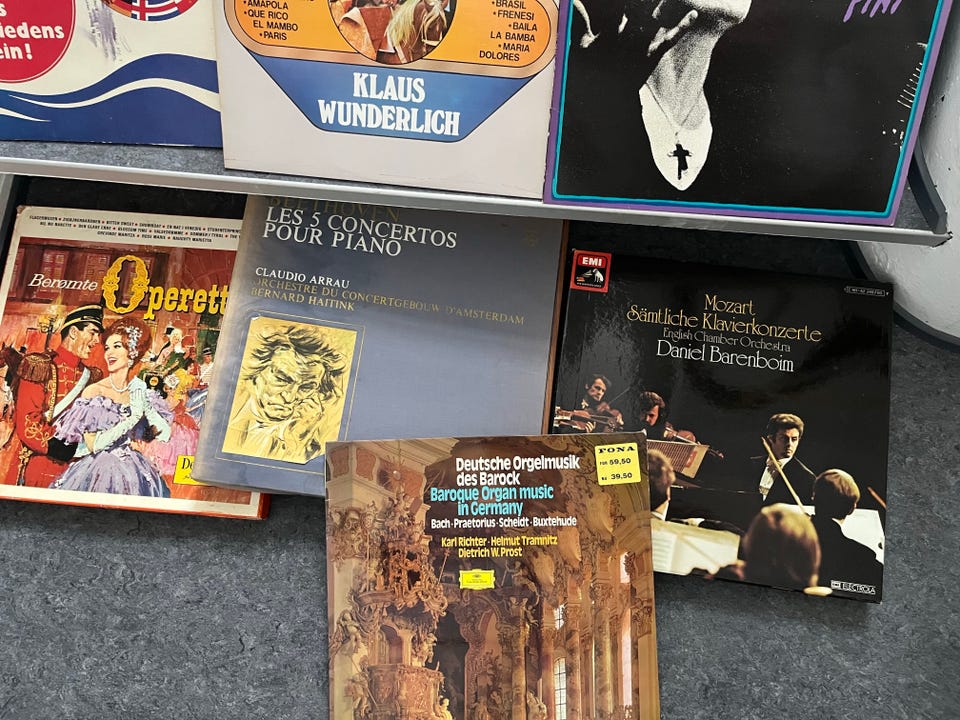 iedens
ein!
AMAPOLA
•QUE RICO
EL MAMBO
•PARIS
BRASIL
•FRENESI
•BAILA
LA BAMBA
•MARIA
DOLORES
KLAUS
WUNDERLICH
Berømte
Operett
BEETHOVEN
LES 5 CONCERTOS
POUR PIANO
CLAUDIO ARRAU
ORCHESTRE DU CONCERTGEBOUW D'AMSTERDAM
BERNARD HAITINK
EMI
Mozart
Sämtliche Klavierkonzerte
English Chamber Orchestra
Daniel Barenboim
ELECTROLA
Deutsche Orgelmusik
des Barock
Baroque Organ music
in Germany
Bach·Praetorius·Scheidt·Buxtehude
Karl Richter·Helmut Tramnitz
Dietrich W. Prost
FONA
FØR 59,50
NU 39,50